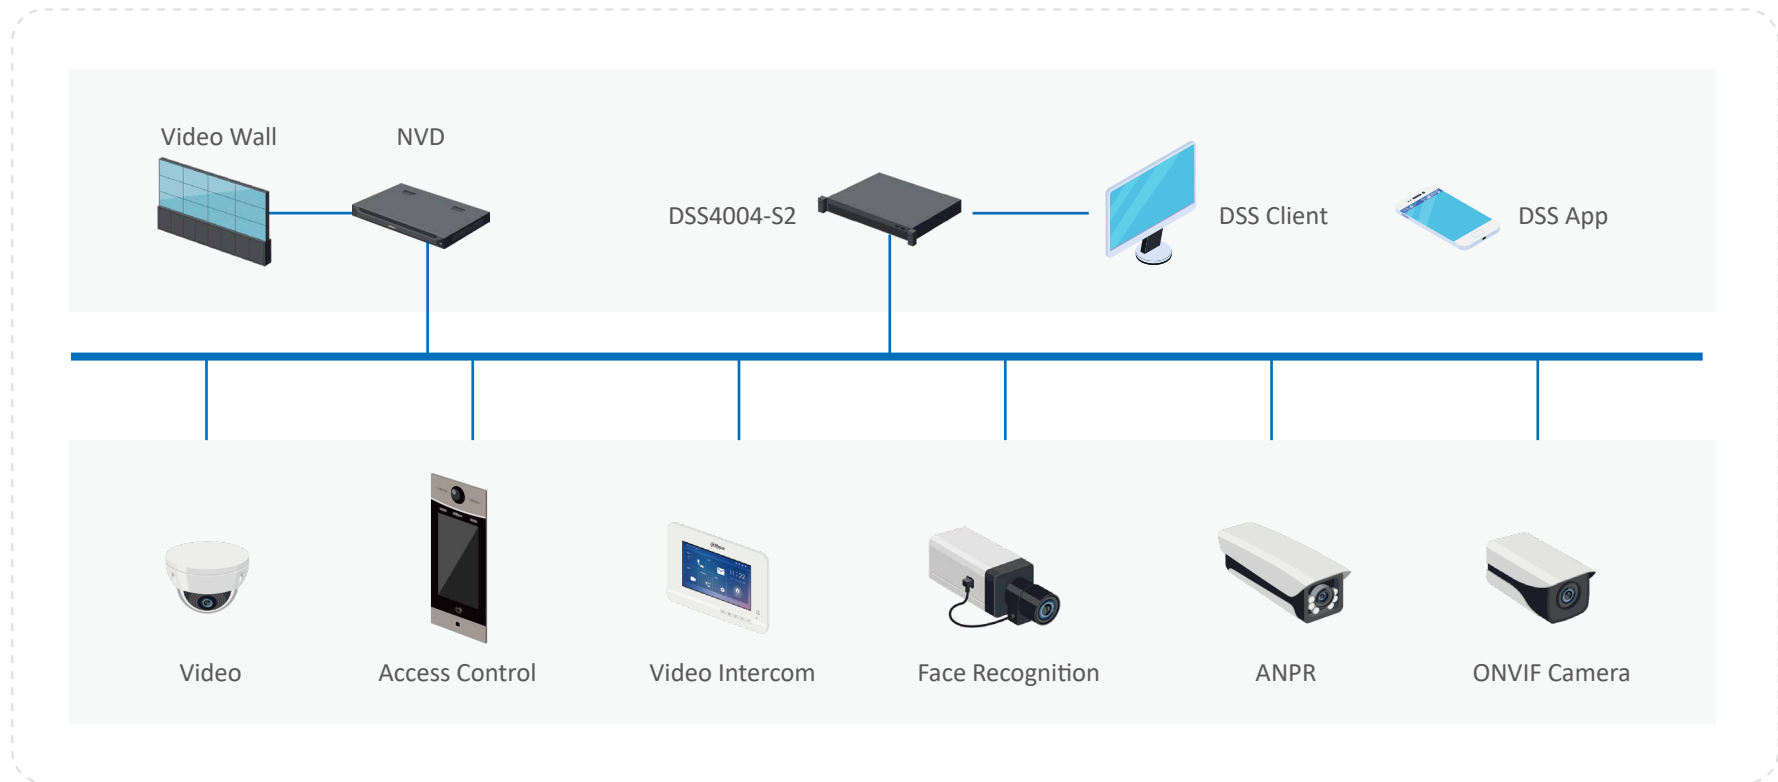 Video Wall
NVD
DSS4004-S2
DSS Client
DSS App
Video
Access Control
Video Intercom
Face Recognition
ANPR
ONVIF Camera